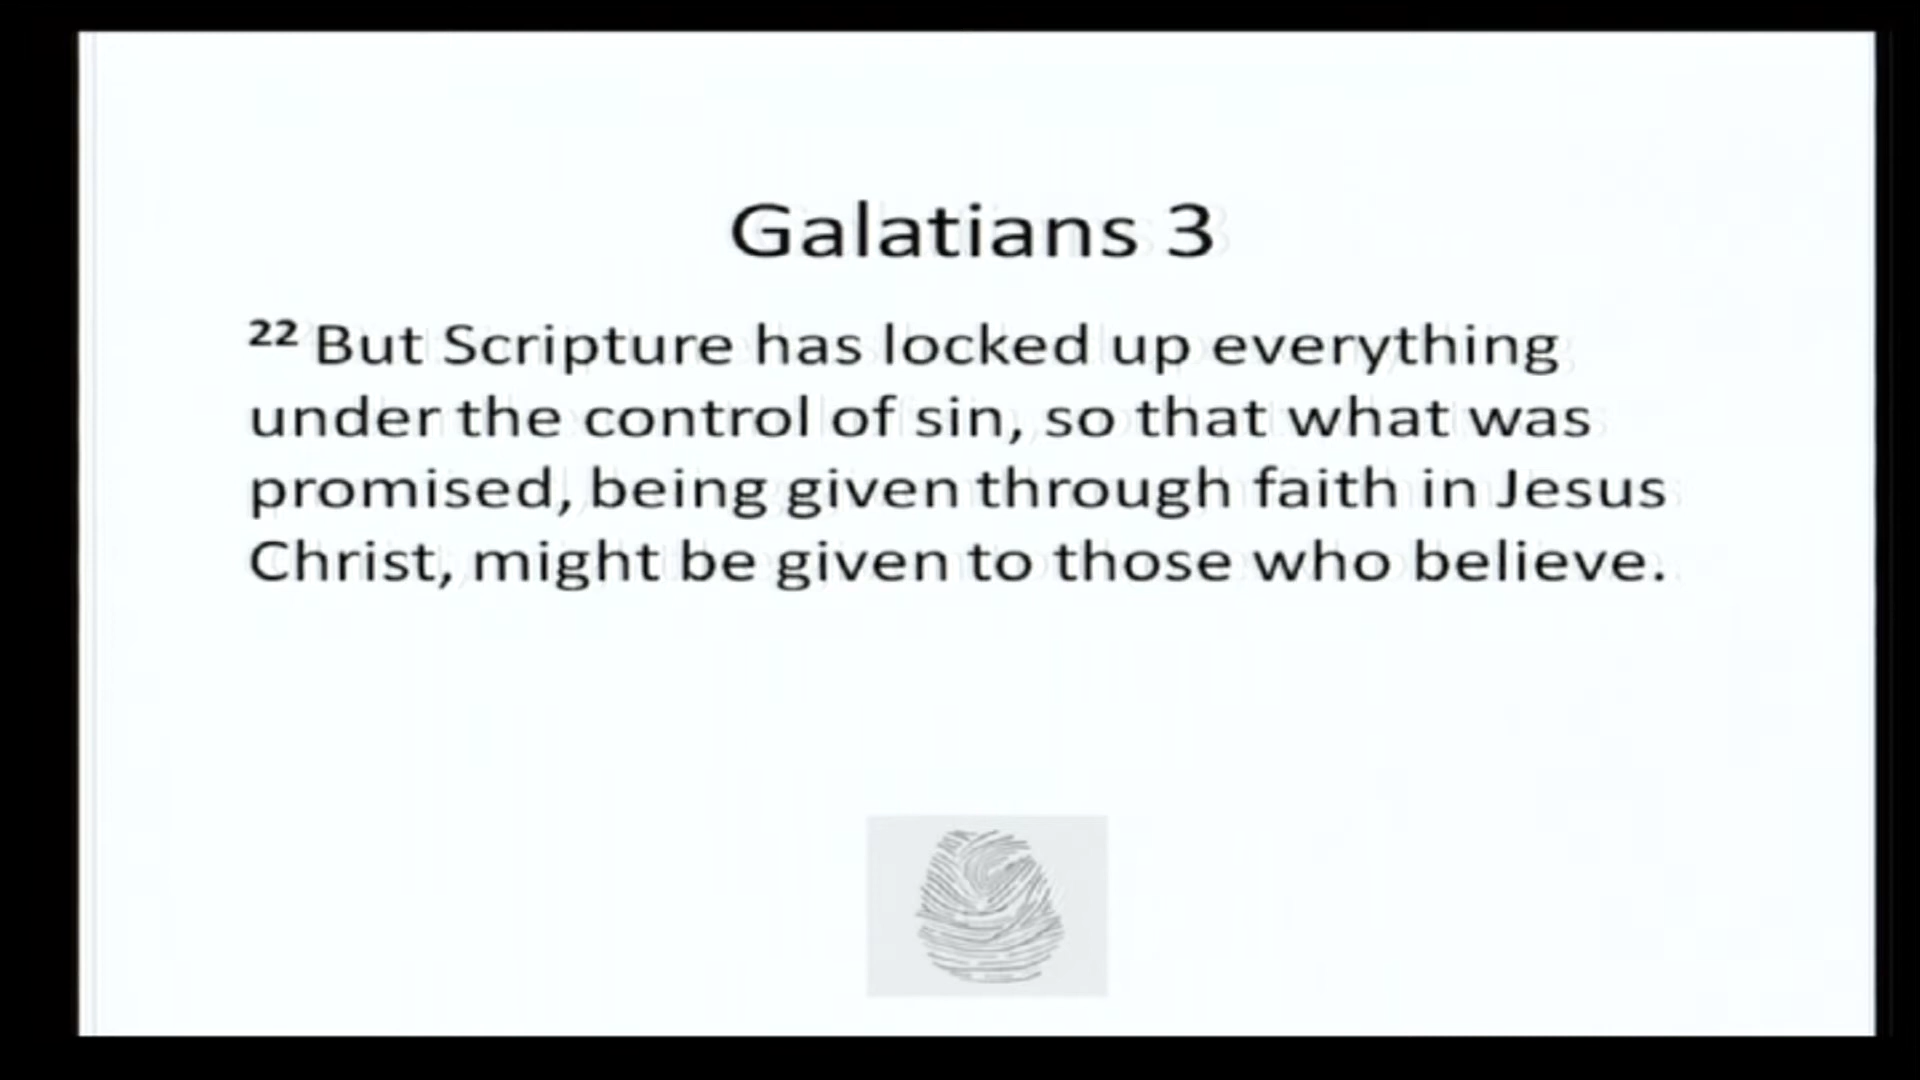 Galatians 3
22 But Scripture has locked up everything
under the control of sin, so that what was
promised, being given through faith in Jesus
Christ, might be given to those who believe.